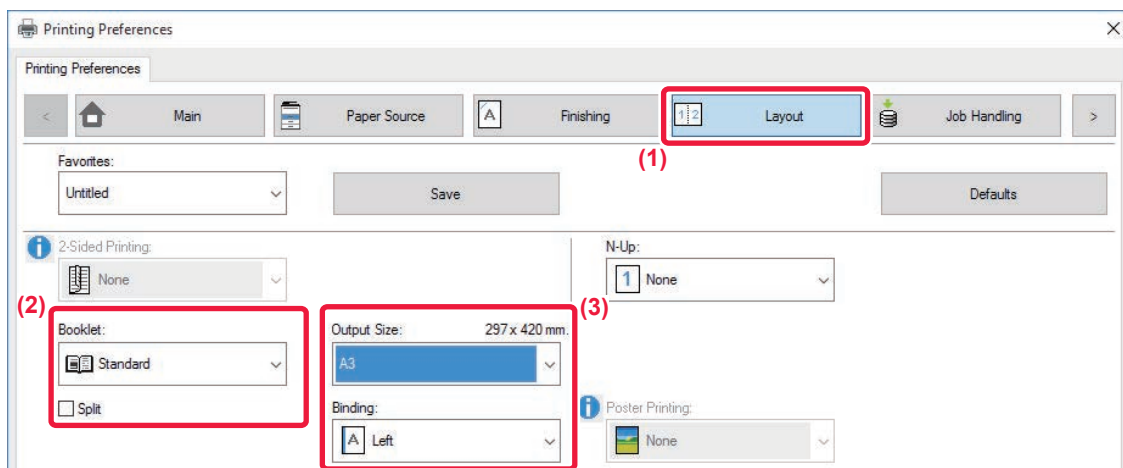 Printing Preferences
Printing Preferences
< Main Paper Source A Finishing 1 2 Layout Job Handling >
(1)
Favorites:
Untitled Save Defaults
2-Sided Printing: N-Up:
None 1 None
(2) (3)
Booklet: Output Size: 297 x 420 mm.
Standard A3
Split Binding: Poster Printing:
A Left None